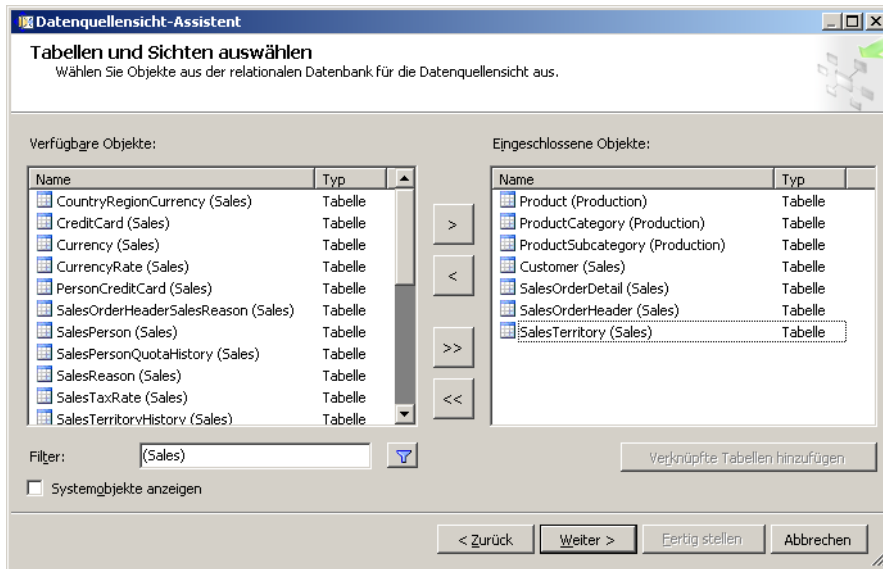 Datenquellensicht-Assistent
Tabellen und Sichten auswählen
Wählen Sie Objekte aus der relationalen Datenbank für die Datenquellensicht aus.
Verfügbare Objekte:
Name Typ
CountryRegionCurrency (Sales) Tabelle
CreditCard (Sales) Tabelle
Currency (Sales) Tabelle
CurrencyRate (Sales) Tabelle
PersonCreditCard (Sales) Tabelle
SalesOrderHeaderSalesReason (Sales) Tabelle
SalesPerson (Sales) Tabelle
SalesPersonQuotaHistory (Sales) Tabelle
SalesReason (Sales) Tabelle
SalesTaxRate (Sales) Tabelle
SalesTerritoryHistory (Sales) Tabelle
>
<
>>
<<
Eingeschlossene Objekte:
Name Typ
Product (Production) Tabelle
ProductCategory (Production) Tabelle
ProductSubcategory (Production) Tabelle
Customer (Sales) Tabelle
SalesOrderDetail (Sales) Tabelle
SalesOrderHeader (Sales) Tabelle
SalesTerritory (Sales) Tabelle
Filter: (Sales)
Verknüpfte Tabellen hinzufügen
Systemobjekte anzeigen
< Zurück Weiter > Fertig stellen Abbrechen